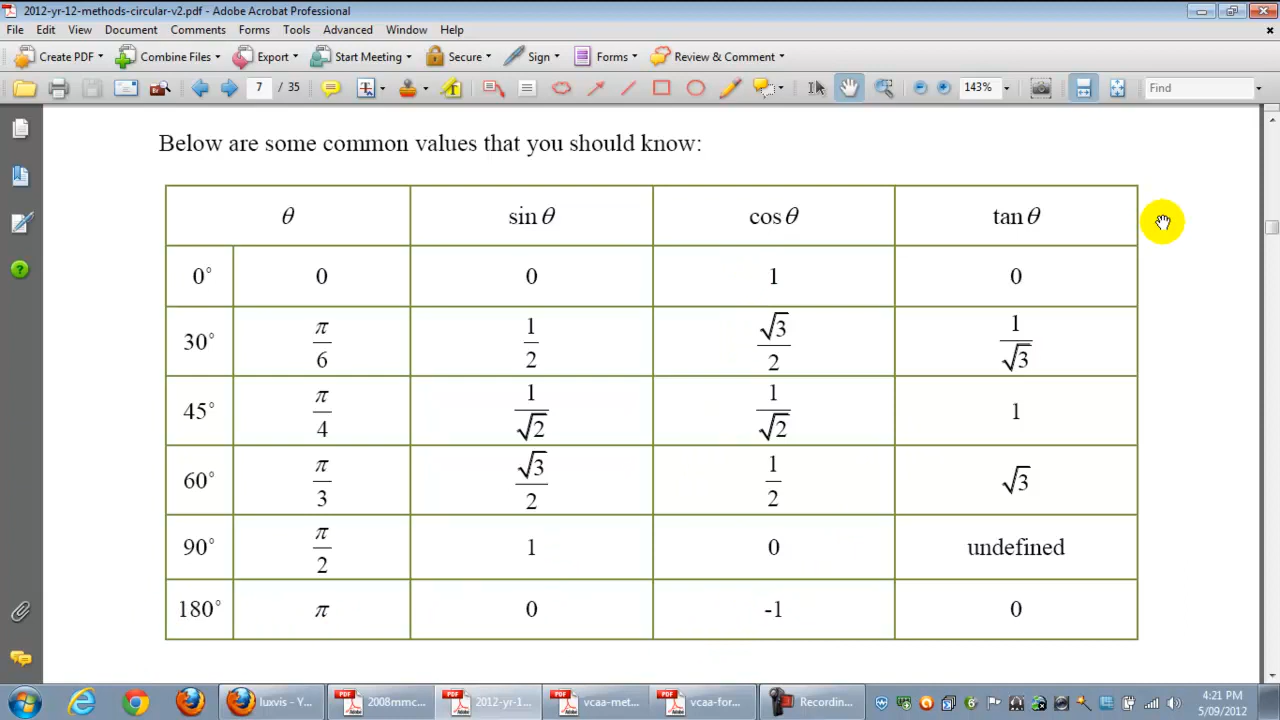 2012-yr-12-methods-circular-v2.pdf - Adobe Acrobat Professional
File Edit View Document Comments Forms Tools Advanced Window Help
Create PDF Combine Files Export Start Meeting Secure Sign Forms Review & Comment
7 / 35 143% Find
Below are some common values that you should know:
θ sin θ cos θ tan θ
0° 0 0 1 0
30° π/6 1/2 √3/2 1/√3
45° π/4 1/√2 1/√2 1
60° π/3 √3/2 1/2 √3
90° π/2 1 0 undefined
180° π 0 -1 0
luxvis - Y... 2008mmc... 2012-yr-1... vcaa-met... vcaa-for... Recordin...
4:21 PM
5/09/2012